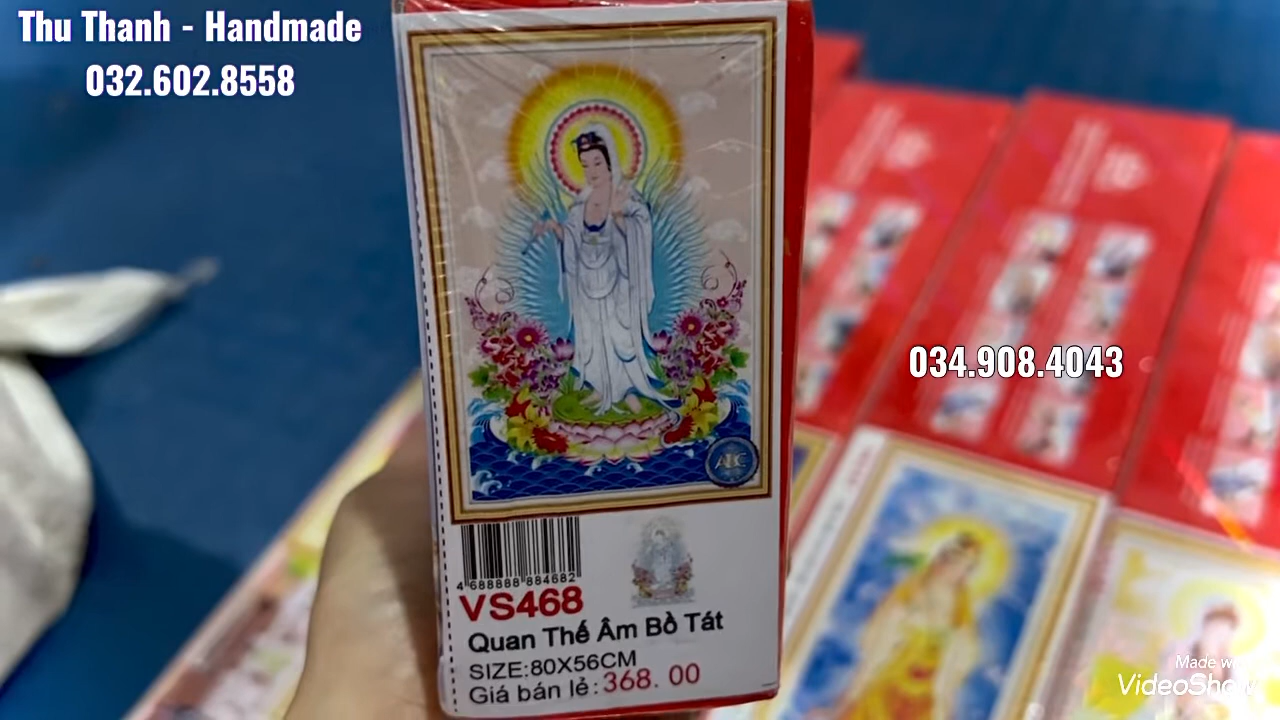 Thu Thanh - Handmade
032.602.8558
034.908.4043
ABC
4 688888 884682
VS468
Quan Thế Âm Bồ Tát
SIZE:80X56CM
Giá bán lẻ: 368. 00
Made w
VideoShow